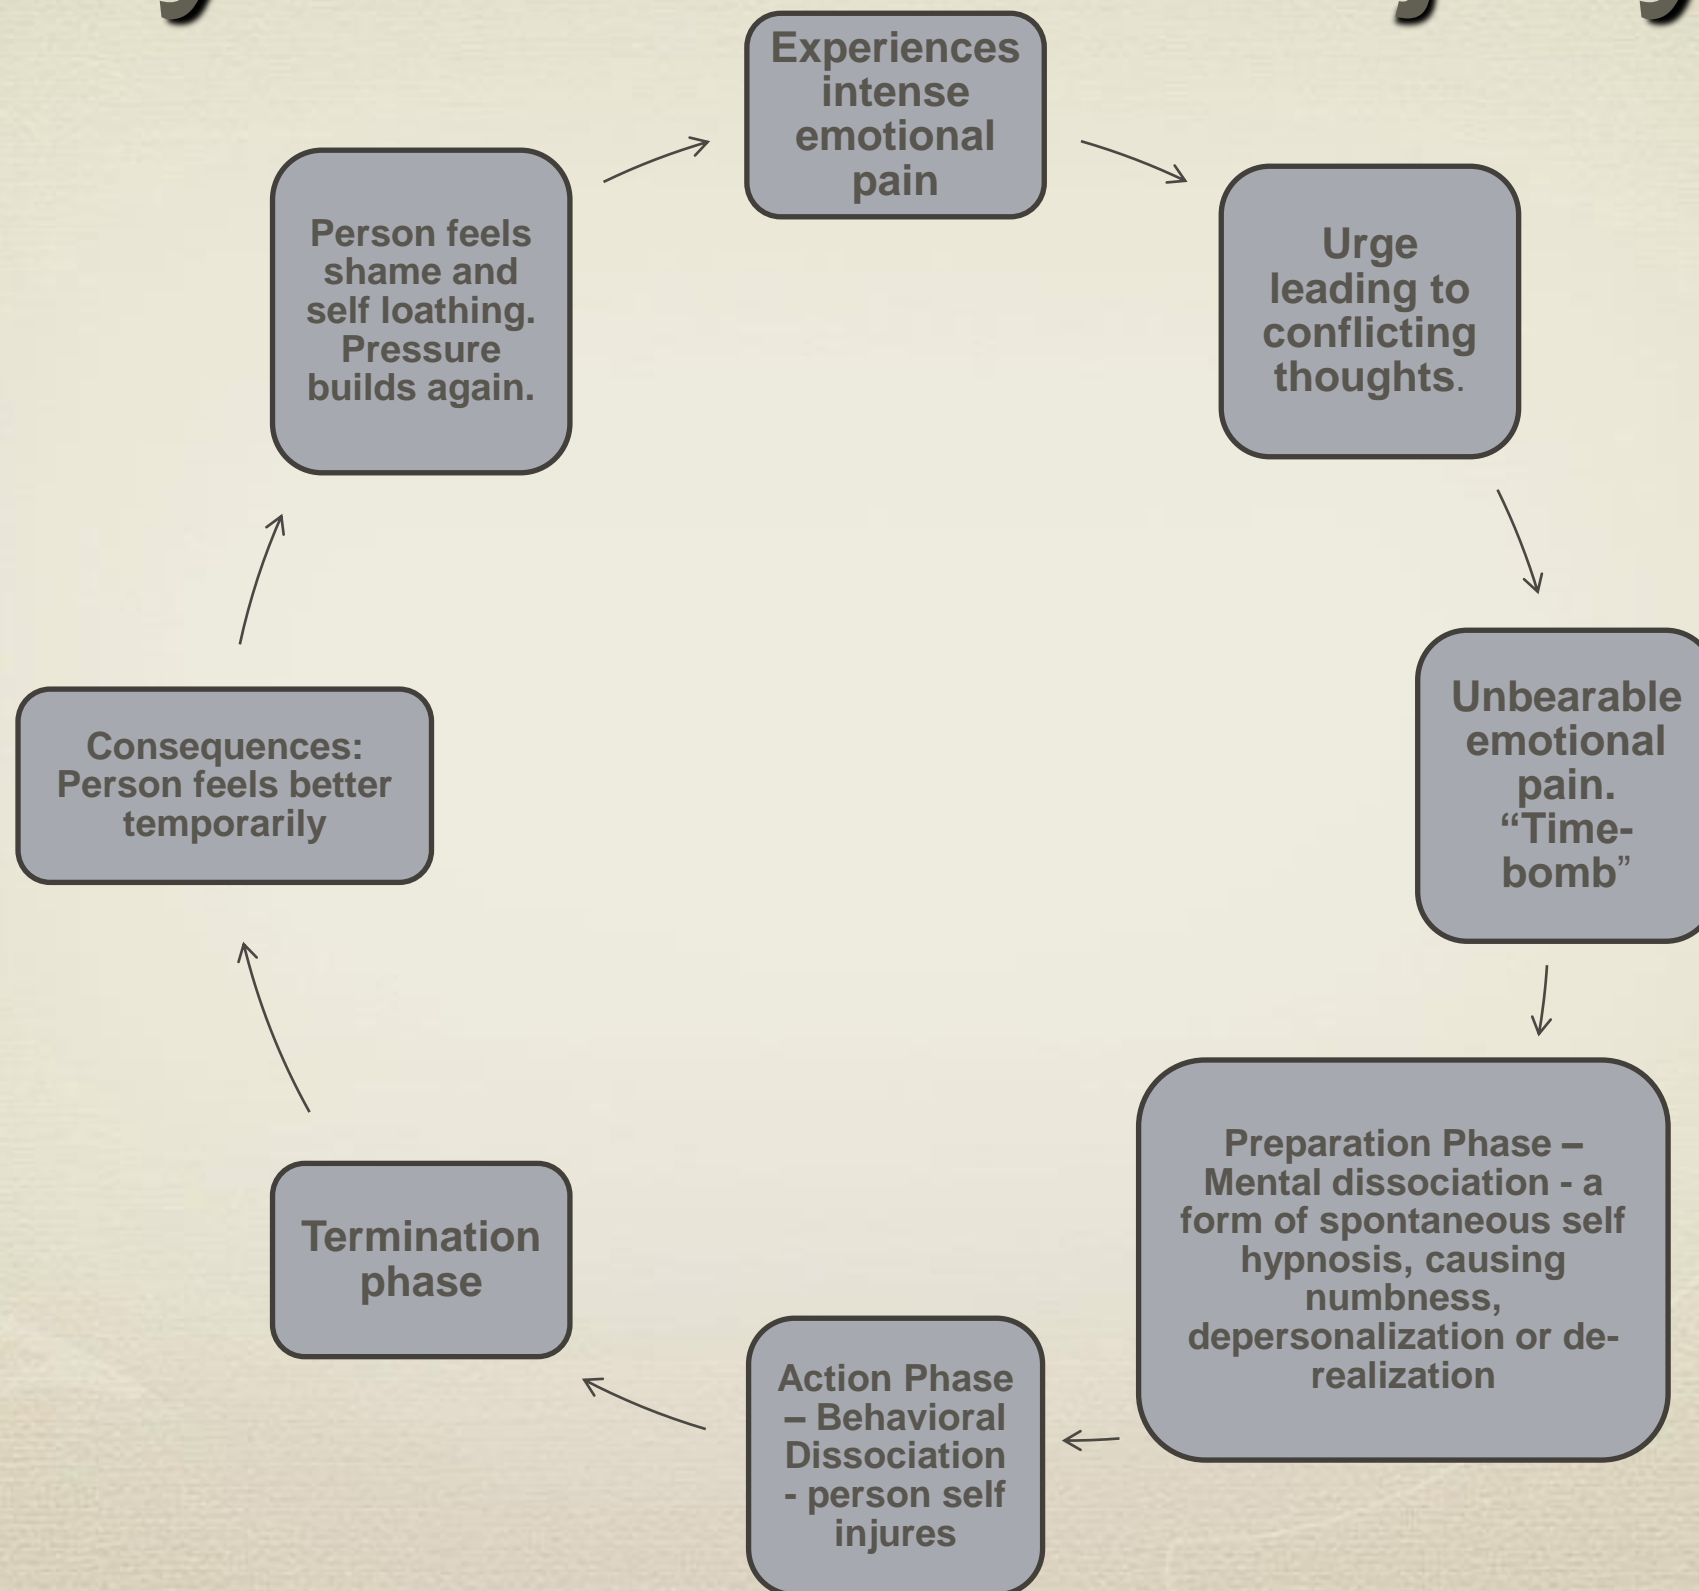 Experiences
intense
emotional
pain
Urge
leading to
conflicting
thoughts.
Unbearable
emotional
pain.
“Time-
bomb”
Preparation Phase –
Mental dissociation - a
form of spontaneous self
hypnosis, causing
numbness,
depersonalization or de-
realization
Action Phase
– Behavioral
Dissociation
- person self
injures
Termination
phase
Consequences:
Person feels better
temporarily
Person feels
shame and
self loathing.
Pressure
builds again.